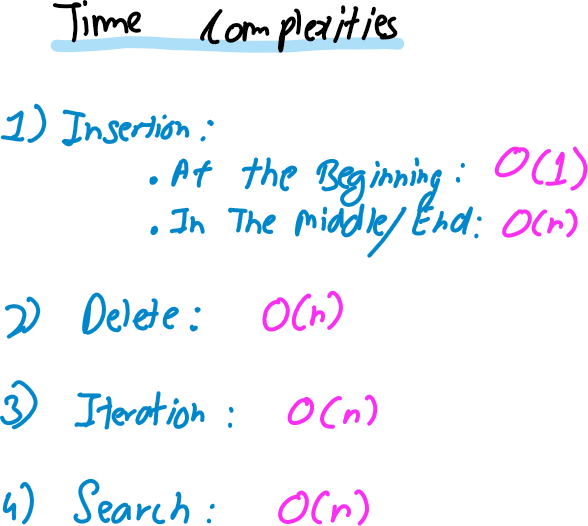 Time Complexities
1) Insertion:
. At the Beginning: O(1)
. In The Middle/End: O(n)
2) Delete: O(n)
3) Iteration: O(n)
4) Search: O(n)